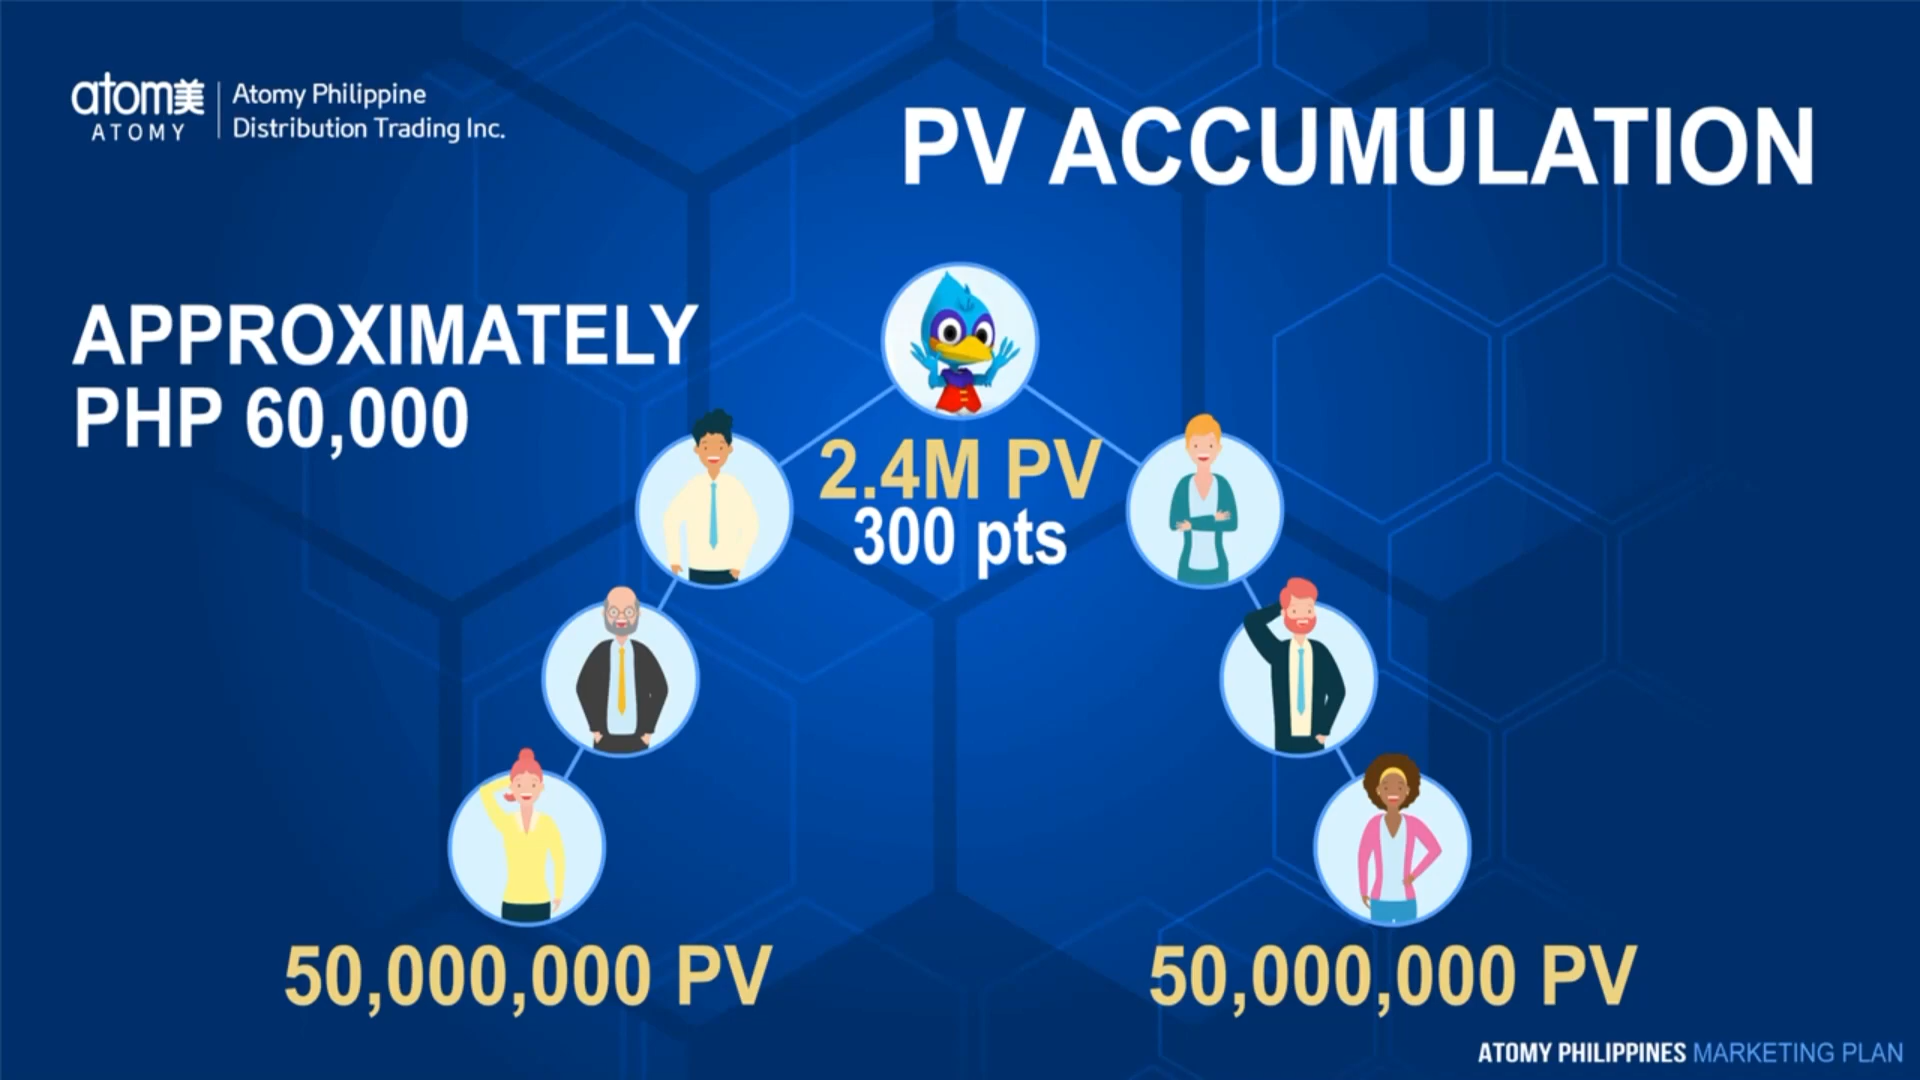 atom美
ATOMY
Atomy Philippine
Distribution Trading Inc.
PV ACCUMULATION
APPROXIMATELY
PHP 60,000
2.4M PV
300 pts
50,000,000 PV
50,000,000 PV
ATOMY PHILIPPINES MARKETING PLAN